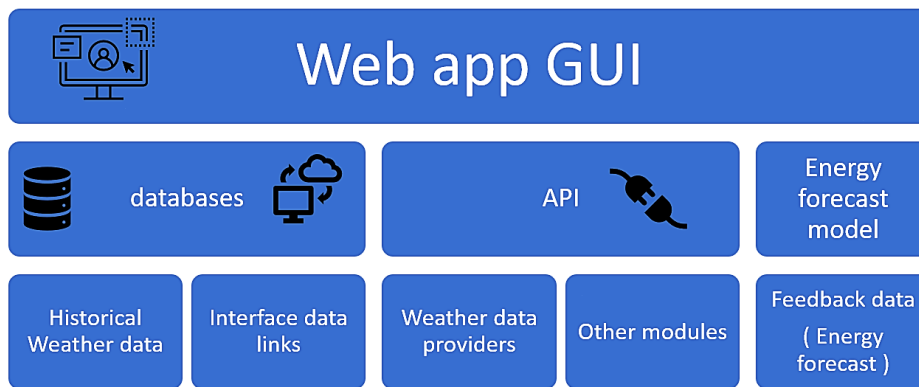 Web app GUI
databases
API
Energy
forecast
model
Historical
Weather data
Interface data
links
Weather data
providers
Other modules
Feedback data
( Energy
forecast )